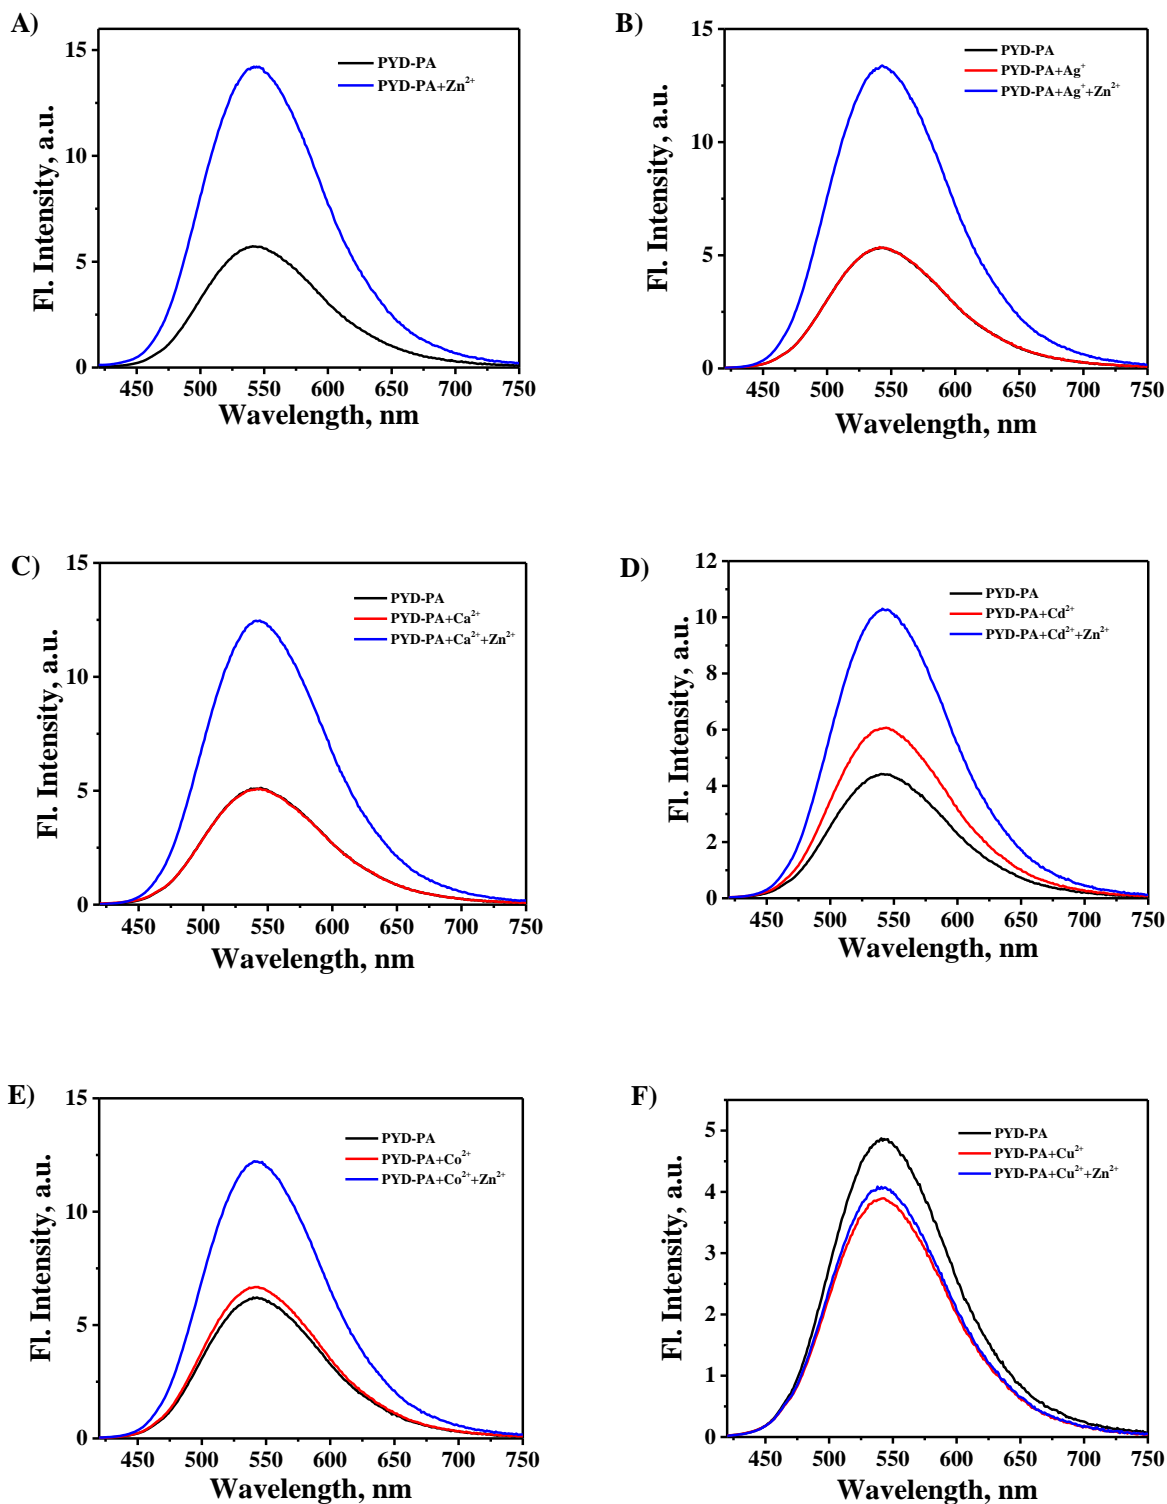 A)
15
10
5
0
450 500 550 600 650 700 750
Fl. Intensity, a.u.
Wavelength, nm
PYD-PA
PYD-PA+Zn²⁺
B)
15
10
5
0
450 500 550 600 650 700 750
Fl. Intensity, a.u.
Wavelength, nm
PYD-PA
PYD-PA+Ag⁺
PYD-PA+Ag⁺+Zn²⁺
C)
15
10
5
0
450 500 550 600 650 700 750
Fl. Intensity, a.u.
Wavelength, nm
PYD-PA
PYD-PA+Ca²⁺
PYD-PA+Ca²⁺+Zn²⁺
D)
12
10
8
6
4
2
0
450 500 550 600 650 700 750
Fl. Intensity, a.u.
Wavelength, nm
PYD-PA
PYD-PA+Cd²⁺
PYD-PA+Cd²⁺+Zn²⁺
E)
15
10
5
0
450 500 550 600 650 700 750
Fl. Intensity, a.u.
Wavelength, nm
PYD-PA
PYD-PA+Co²⁺
PYD-PA+Co²⁺+Zn²⁺
F)
5
4
3
2
1
0
450 500 550 600 650 700 750
Fl. Intensity, a.u.
Wavelength, nm
PYD-PA
PYD-PA+Cu²⁺
PYD-PA+Cu²⁺+Zn²⁺